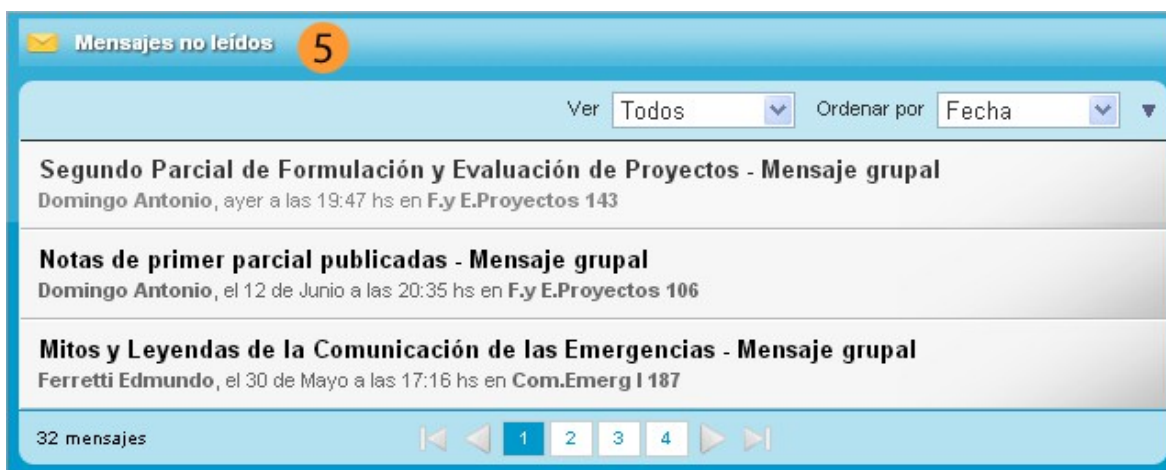 Mensajes no leídos 5
Ver Todos Ordenar por Fecha
Segundo Parcial de Formulación y Evaluación de Proyectos - Mensaje grupal
Domingo Antonio, ayer a las 19:47 hs en F.y E.Proyectos 143
Notas de primer parcial publicadas - Mensaje grupal
Domingo Antonio, el 12 de Junio a las 20:35 hs en F.y E.Proyectos 106
Mitos y Leyendas de la Comunicación de las Emergencias - Mensaje grupal
Ferretti Edmundo, el 30 de Mayo a las 17:16 hs en Com.Emerg I 187
32 mensajes 1 2 3 4